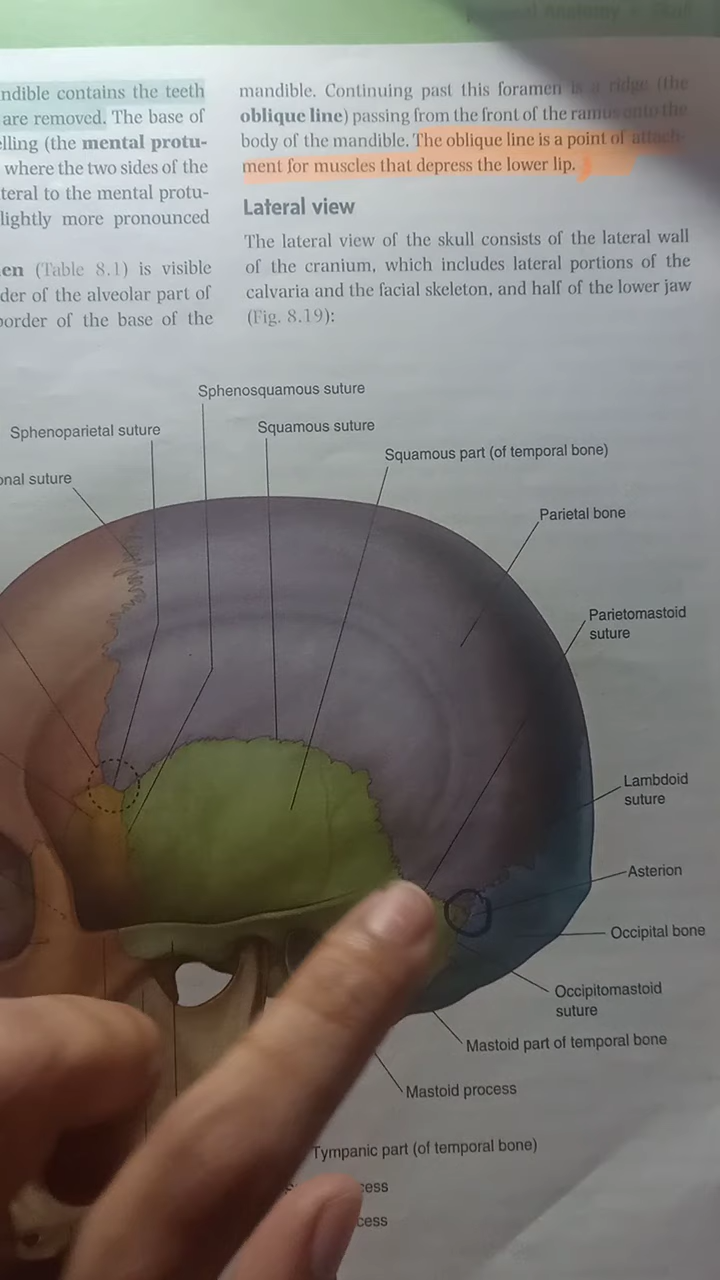 ndible contains the teeth
are removed. The base of
elling (the mental protu-
where the two sides of the
teral to the mental protu-
lightly more pronounced
en (Table 8.1) is visible
der of the alveolar part of
border of the base of the
mandible. Continuing past this foramen is a ridge (the
oblique line) passing from the front of the ramus onto the
body of the mandible. The oblique line is a point of attach-
ment for muscles that depress the lower lip.
Lateral view
The lateral view of the skull consists of the lateral wall
of the cranium, which includes lateral portions of the
calvaria and the facial skeleton, and half of the lower jaw
(Fig. 8.19):
Sphenosquamous suture
Sphenoparietal suture
Squamous suture
Squamous part (of temporal bone)
onal suture
Parietal bone
Parietomastoid
suture
Lambdoid
suture
Asterion
Occipital bone
Occipitomastoid
suture
Mastoid part of temporal bone
Mastoid process
Tympanic part (of temporal bone)
cess
cess